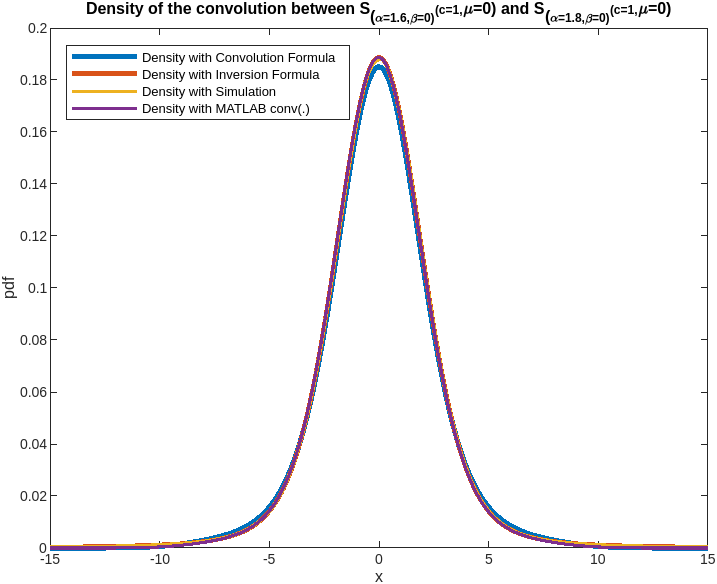 Density of the convolution between S(α=1.6,β=0)(c=1,μ=0) and S(α=1.8,β=0)(c=1,μ=0)
0.2
0.18
0.16
0.14
0.12
0.1
0.08
0.06
0.04
0.02
0
pdf
Density with Convolution Formula
Density with Inversion Formula
Density with Simulation
Density with MATLAB conv(.)
-15 -10 -5 0 5 10 15
x